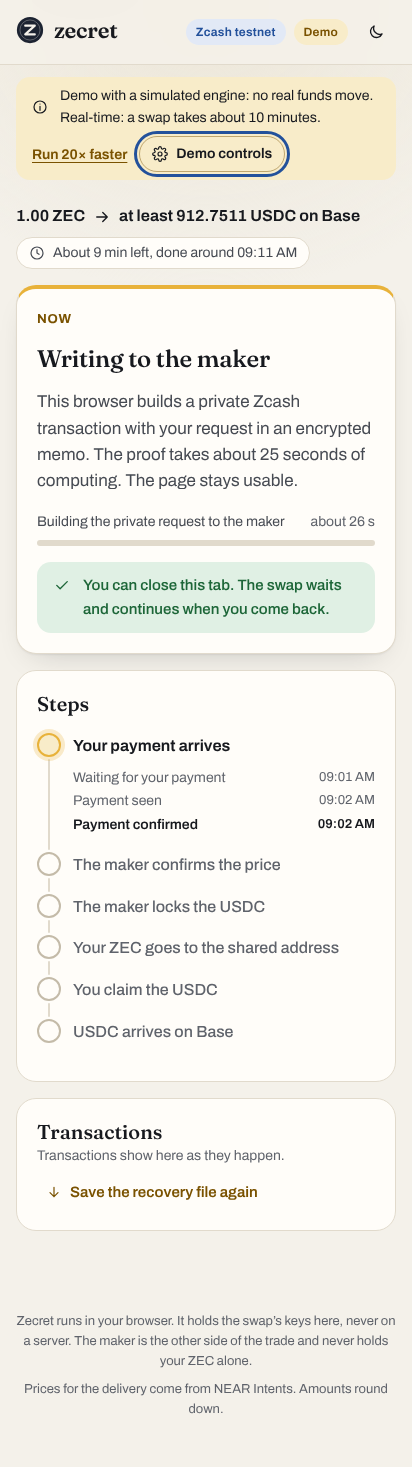 zecret
Zcash testnet
Demo
Demo with a simulated engine: no real funds move.
Real-time: a swap takes about 10 minutes.
Run 20× faster
Demo controls
1.00 ZEC → at least 912.7511 USDC on Base
About 9 min left, done around 09:11 AM
NOW
Writing to the maker
This browser builds a private Zcash
transaction with your request in an encrypted
memo. The proof takes about 25 seconds of
computing. The page stays usable.
Building the private request to the maker about 26 s
You can close this tab. The swap waits
and continues when you come back.
Steps
Your payment arrives
Waiting for your payment 09:01 AM
Payment seen 09:02 AM
Payment confirmed 09:02 AM
The maker confirms the price
The maker locks the USDC
Your ZEC goes to the shared address
You claim the USDC
USDC arrives on Base
Transactions
Transactions show here as they happen.
Save the recovery file again
Zecret runs in your browser. It holds the swap’s keys here, never on
a server. The maker is the other side of the trade and never holds
your ZEC alone.
Prices for the delivery come from NEAR Intents. Amounts round
down.